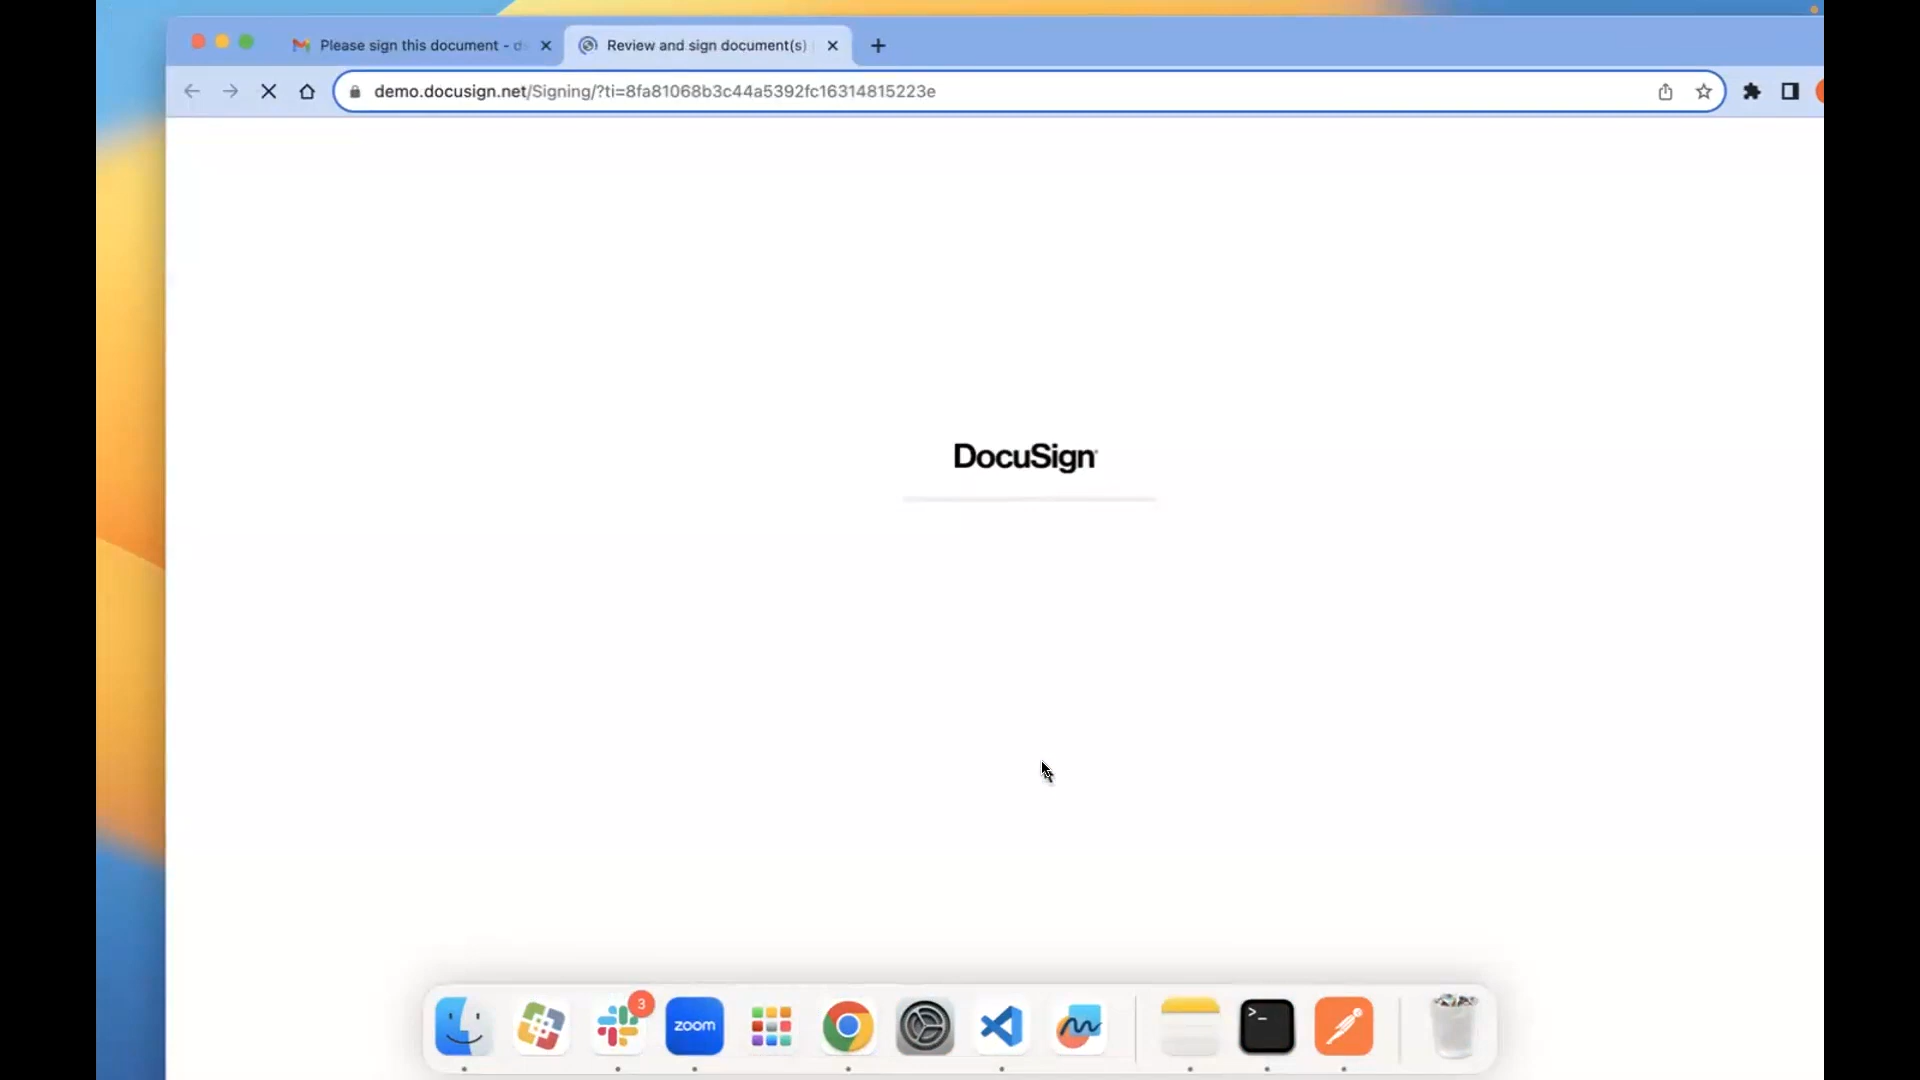 Please sign this document - d
Review and sign document(s)
demo.docusign.net/Signing/?ti=8fa81068b3c44a5392fc16314815223e
DocuSign
3
zoom
>_